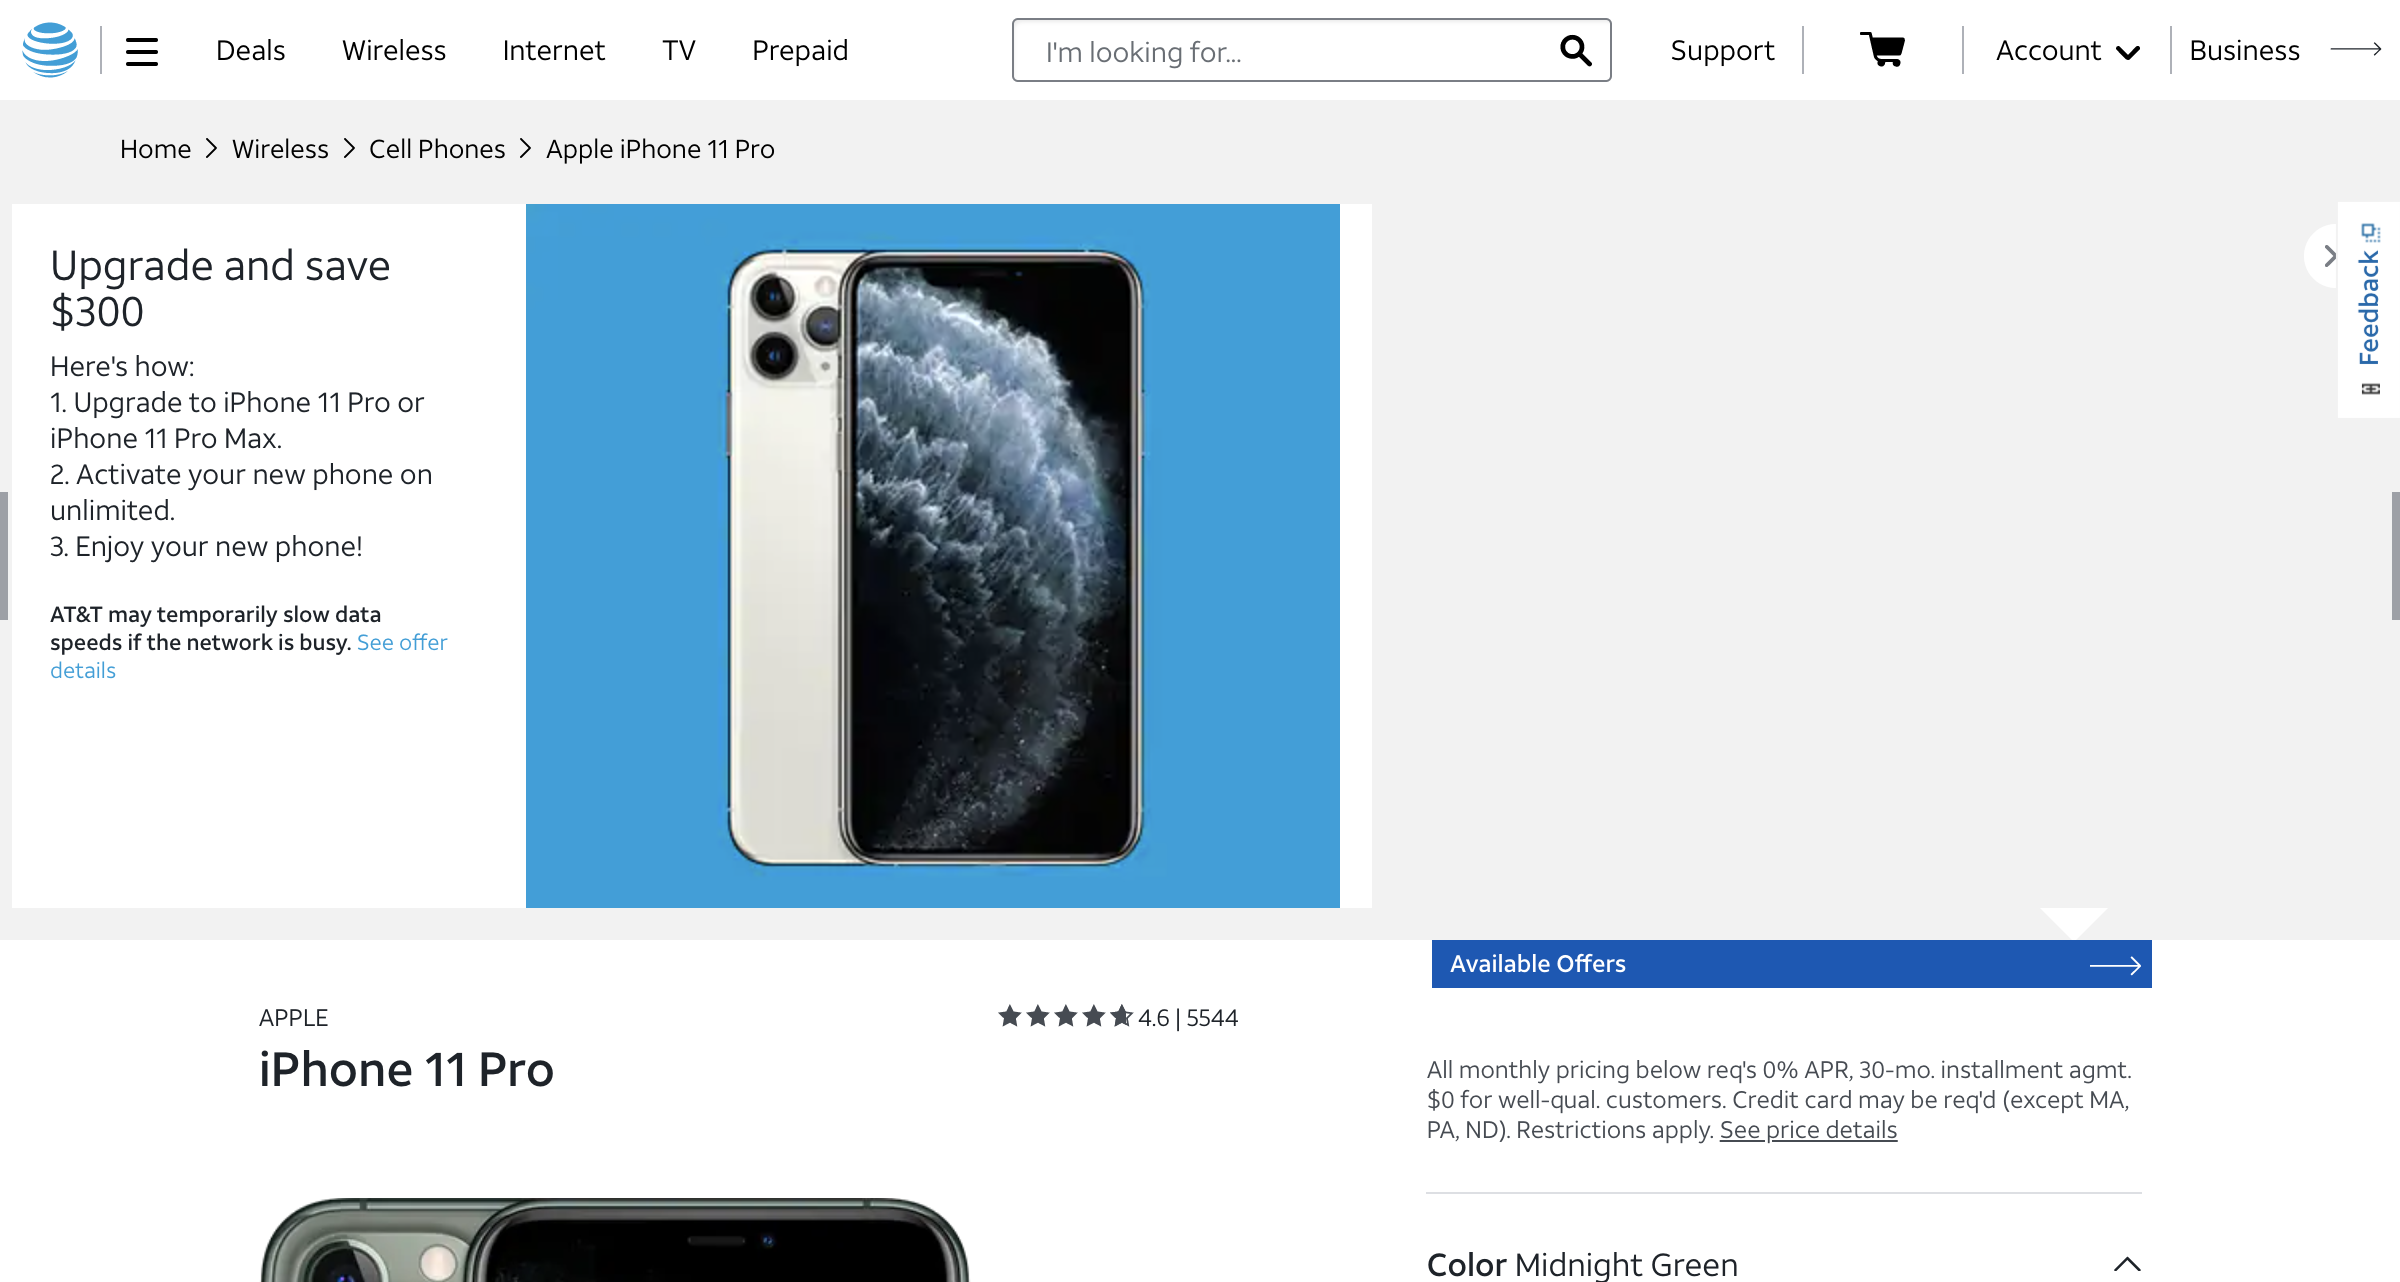 Deals Wireless Internet TV Prepaid I'm looking for... Support Account Business
Home Wireless Cell Phones Apple iPhone 11 Pro
Upgrade and save
$300
Here's how:
1. Upgrade to iPhone 11 Pro or
iPhone 11 Pro Max.
2. Activate your new phone on
unlimited.
3. Enjoy your new phone!
AT&T may temporarily slow data
speeds if the network is busy. See offer
details
Feedback
Available Offers
APPLE
4.6 | 5544
iPhone 11 Pro
All monthly pricing below req's 0% APR, 30-mo. installment agmt.
$0 for well-qual. customers. Credit card may be req'd (except MA,
PA, ND). Restrictions apply. See price details
Color Midnight Green